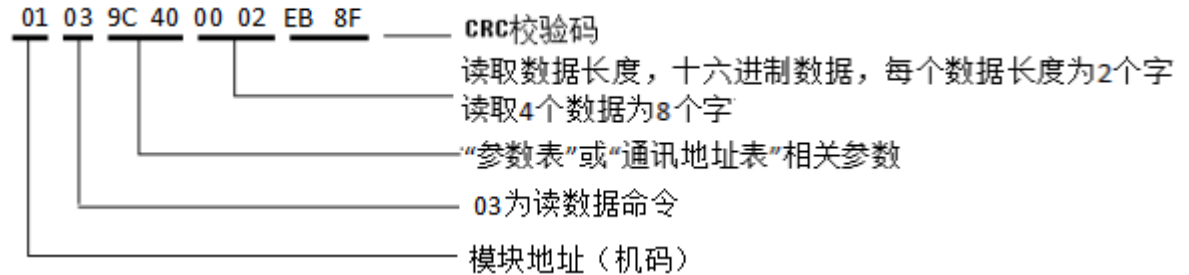 01 03 9C 40 00 02 EB 8F
CRC校验码
读取数据长度，十六进制数据，每个数据长度为2个字
读取4个数据为8个字
“参数表”或“通讯地址表”相关参数
03为读数据命令
模块地址（机码）